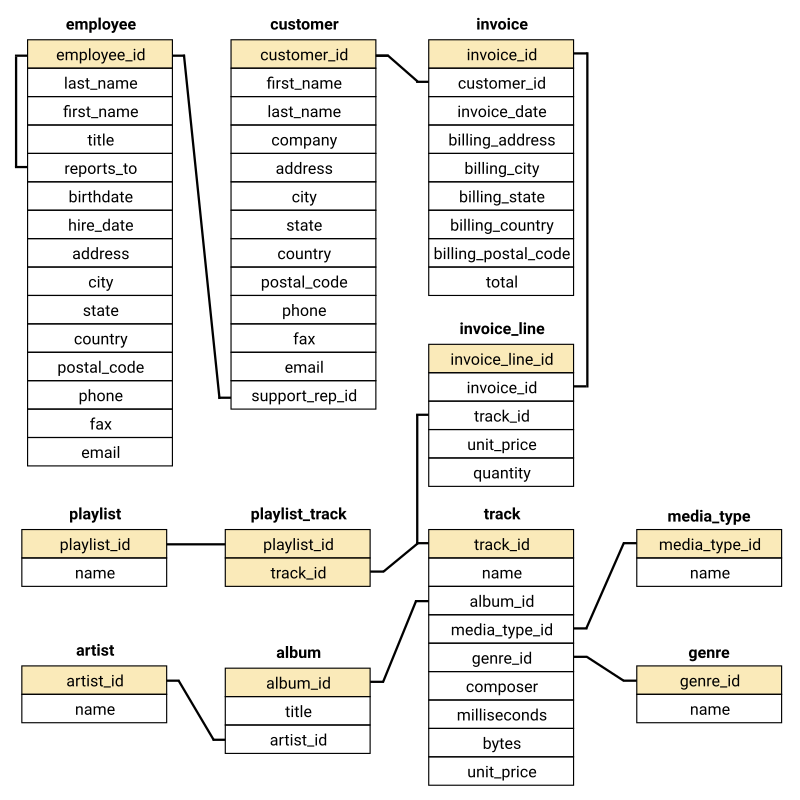 employee
employee_id
last_name
first_name
title
reports_to
birthdate
hire_date
address
city
state
country
postal_code
phone
fax
email
customer
customer_id
first_name
last_name
company
address
city
state
country
postal_code
phone
fax
email
support_rep_id
invoice
invoice_id
customer_id
invoice_date
billing_address
billing_city
billing_state
billing_country
billing_postal_code
total
invoice_line
invoice_line_id
invoice_id
track_id
unit_price
quantity
playlist
playlist_id
name
playlist_track
playlist_id
track_id
track
track_id
name
album_id
media_type_id
genre_id
composer
milliseconds
bytes
unit_price
media_type
media_type_id
name
artist
artist_id
name
album
album_id
title
artist_id
genre
genre_id
name